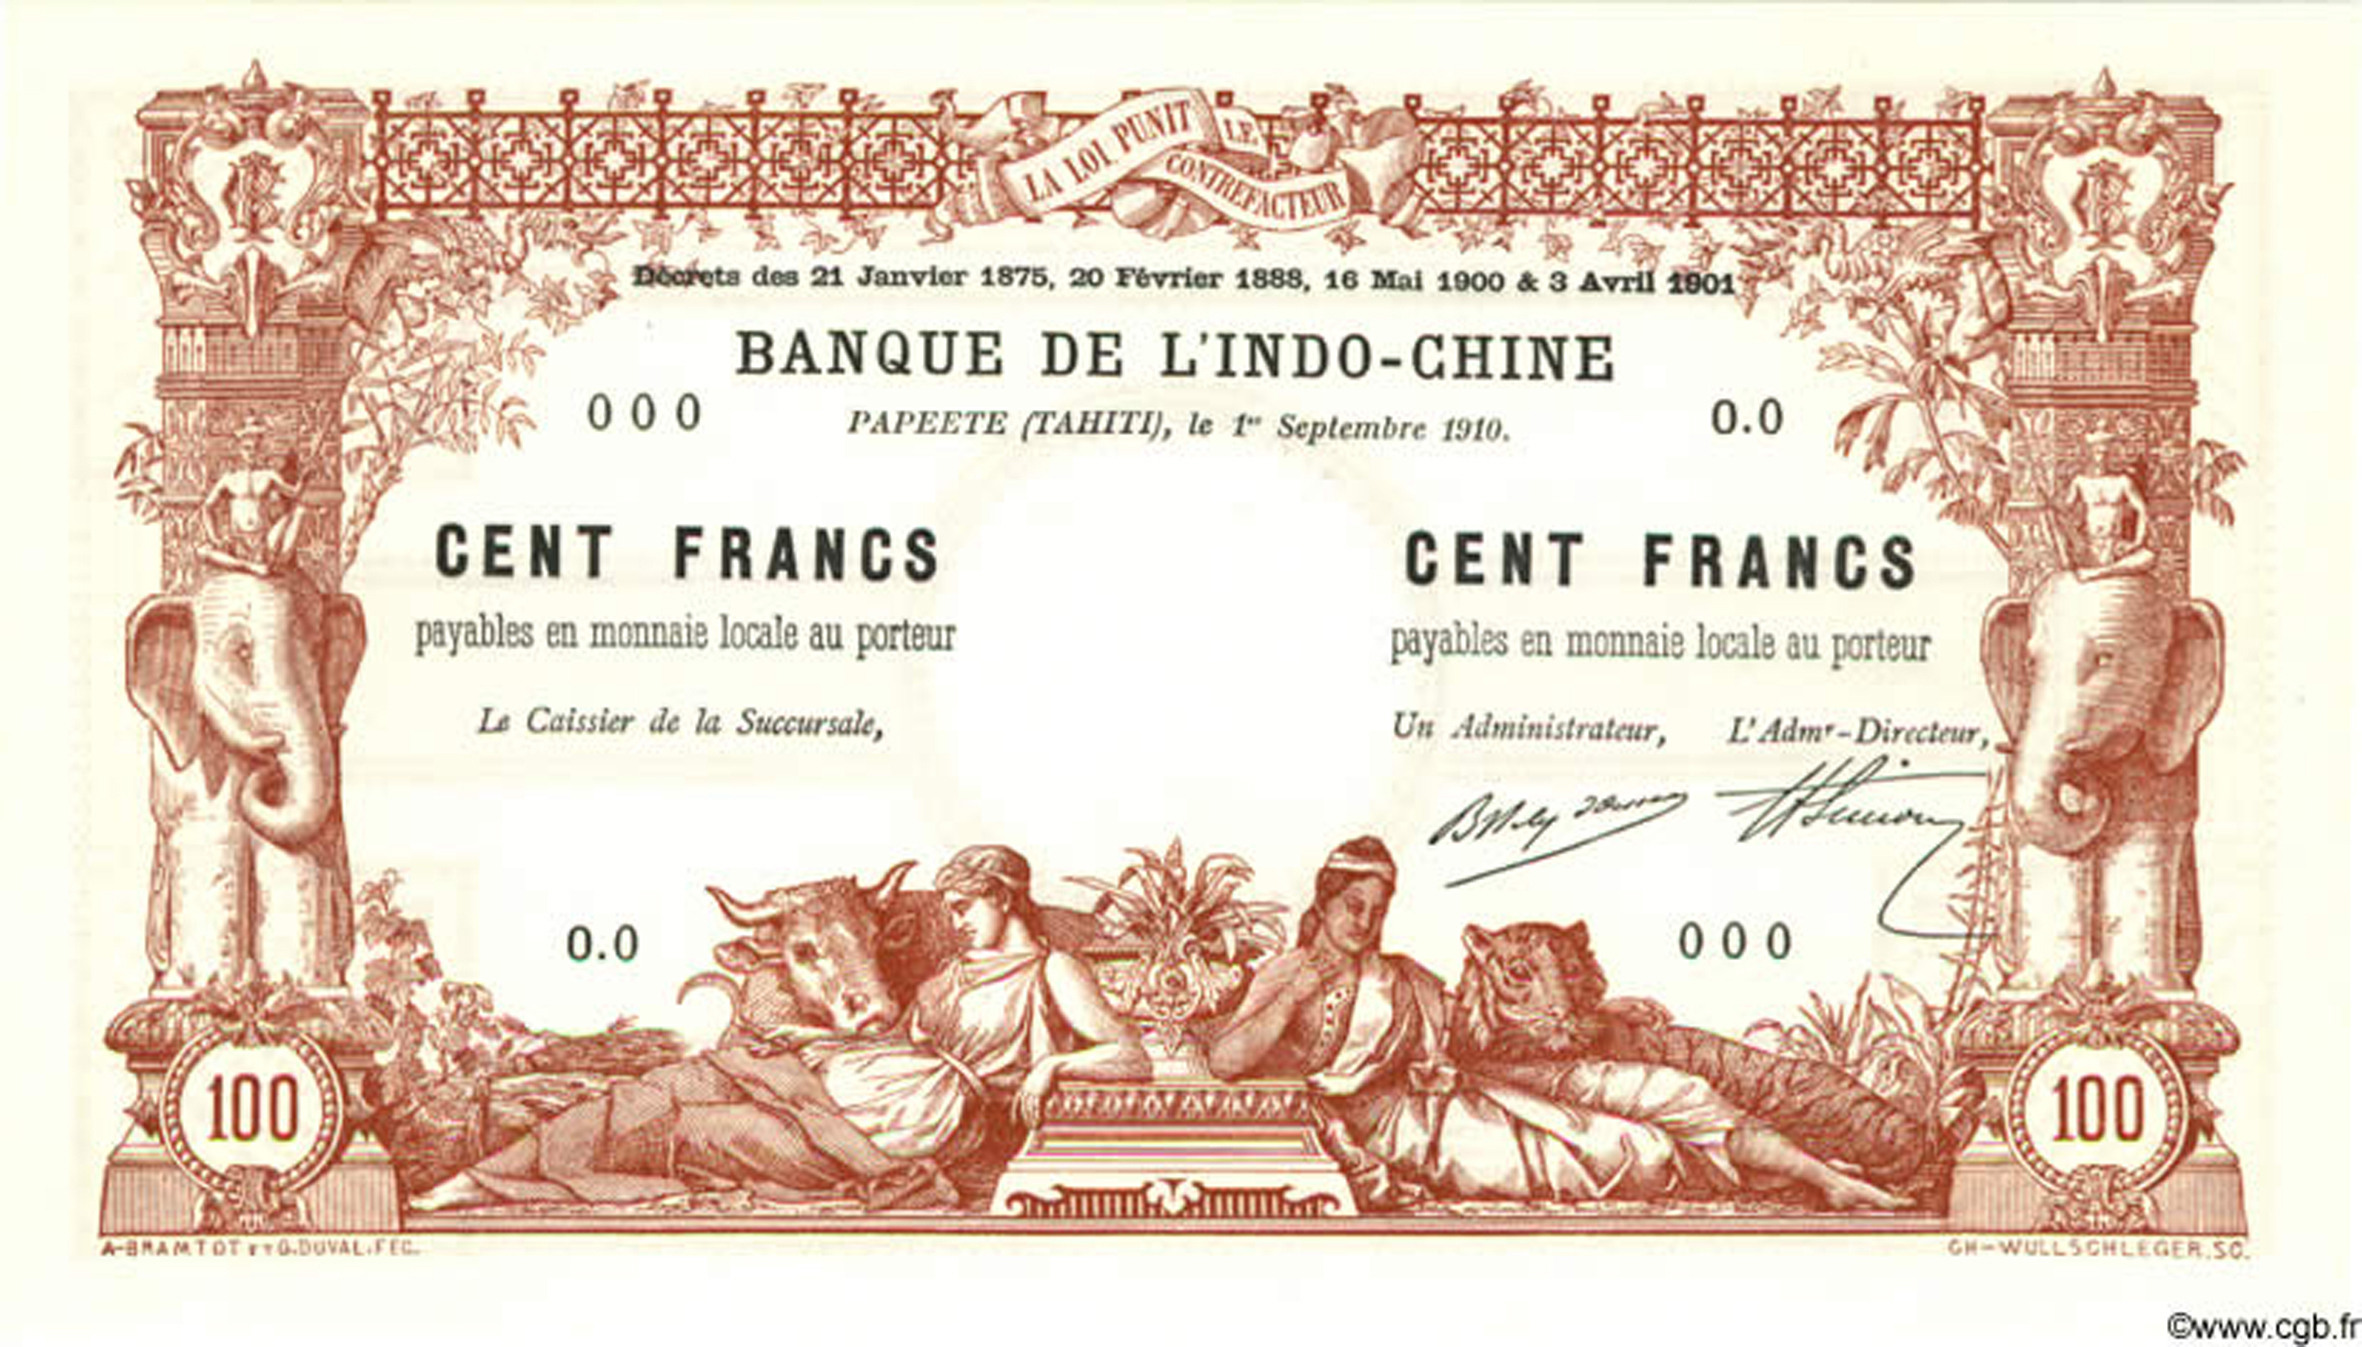 LA LOI PUNIT LE CONTREFACTEUR
Décrets des 21 Janvier 1875, 20 Février 1888, 16 Mai 1900 & 3 Avril 1901
BANQUE DE L'INDO-CHINE
000
PAPEETE (TAHITI), le 1er Septembre 1910.
0.0
CENT FRANCS
payables en monnaie locale au porteur
Le Caissier de la Succursale,
CENT FRANCS
payables en monnaie locale au porteur
Un Administrateur, L'Admr-Directeur,
0.0
000
100
100
A-BRAMTOT ET G.DUVAL.FEC.
CH-WULLSCHLEGER.SC.
©www.cgb.fr